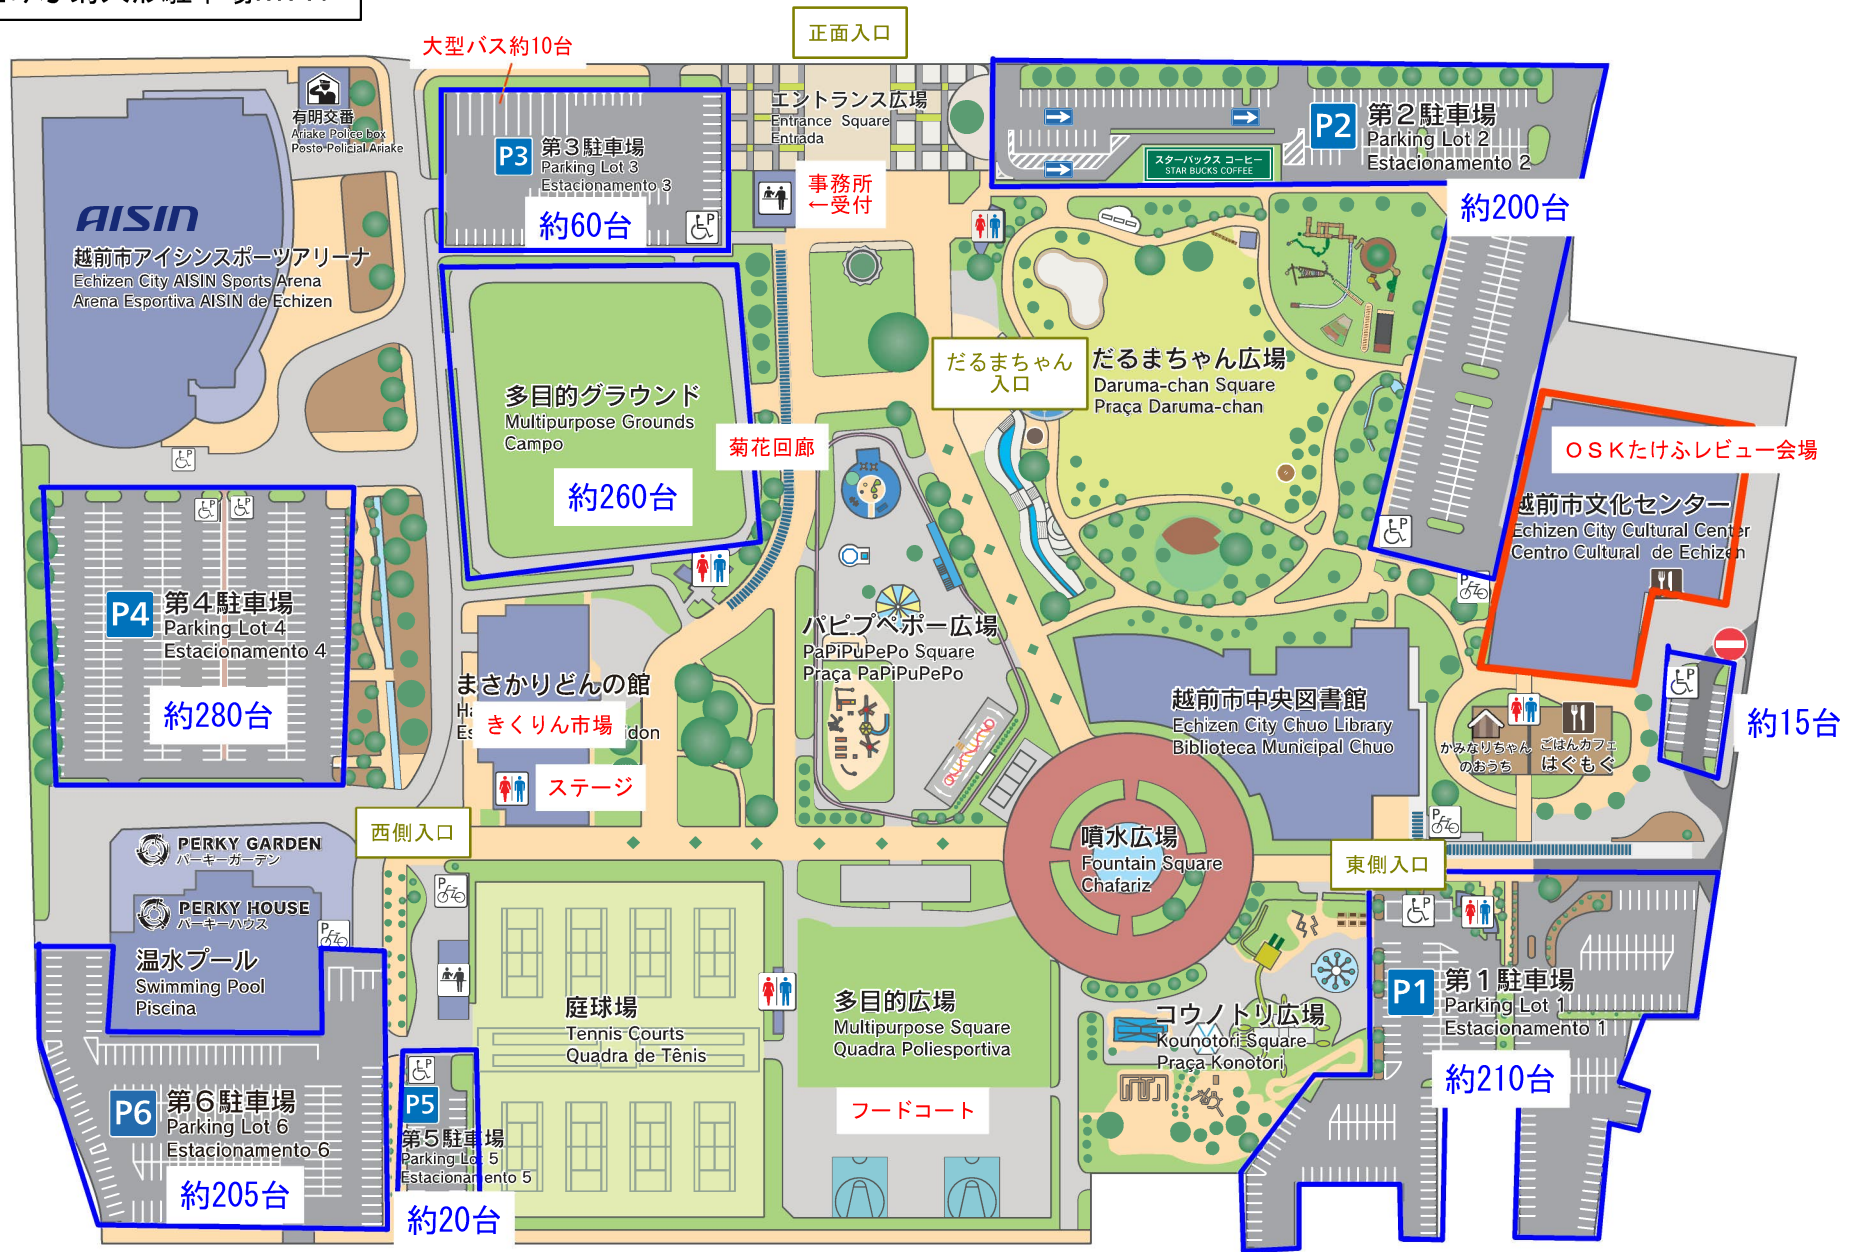 正面入口
大型バス約10台
有明交番
Ariake Police box
Posto Policial Ariake
P3
第3駐車場
Parking Lot 3
Estacionamento 3
約60台
P
エントランス広場
Entrance Square
Entrada
事務所
←受付
P2
第2駐車場
Parking Lot 2
Estacionamento 2
スターバックス コーヒー
STAR BUCKS COFFEE
約200台
AISIN
越前市アイシンスポーツアリーナ
Echizen City AISIN Sports Arena
Arena Esportiva AISIN de Echizen
多目的グラウンド
Multipurpose Grounds
Campo
約260台
菊花回廊
だるまちゃん
入口
だるまちゃん広場
Daruma-chan Square
Praça Daruma-chan
OSKたけふレビュー会場
越前市文化センター
Echizen City Cultural Center
Centro Cultural de Echizen
P
P
P
P
P
P4
第4駐車場
Parking Lot 4
Estacionamento 4
約280台
パピプペポー広場
PaPiPuPePo Square
Praça PaPiPuPePo
まさかりどんの館
きくりん市場
ステージ
越前市中央図書館
Echizen City Chuo Library
Biblioteca Municipal Chuo
かみなりちゃん
のおうち
ごはんカフェ
はぐもぐ
P
約15台
西側入口
PERKY GARDEN
パーキーガーデン
PERKY HOUSE
パーキーハウス
温水プール
Swimming Pool
Piscina
P
P
噴水広場
Fountain Square
Chafariz
P
東側入口
P
P1
第1駐車場
Parking Lot 1
Estacionamento 1
約210台
庭球場
Tennis Courts
Quadra de Tênis
多目的広場
Multipurpose Square
Quadra Poliesportiva
フードコート
コウノトリ広場
Kounotori Square
Praça Konotori
P6
第6駐車場
Parking Lot 6
Estacionamento 6
約205台
P
P5
第5駐車場
Parking Lot 5
Estacionamento 5
約20台